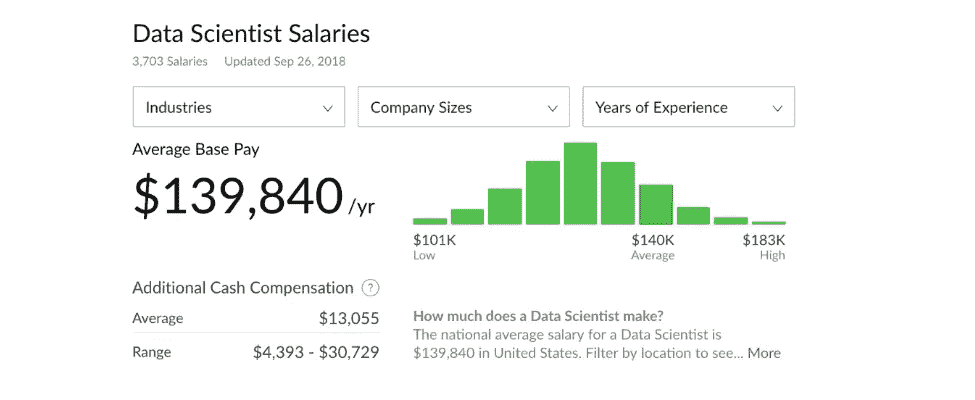 Data Scientist Salaries
3,703 Salaries Updated Sep 26, 2018
Industries Company Sizes Years of Experience
Average Base Pay
$139,840 /yr
$101K $140K $183K
Low Average High
Additional Cash Compensation ?
Average $13,055
Range $4,393 - $30,729
How much does a Data Scientist make?
The national average salary for a Data Scientist is
$139,840 in United States. Filter by location to see... More